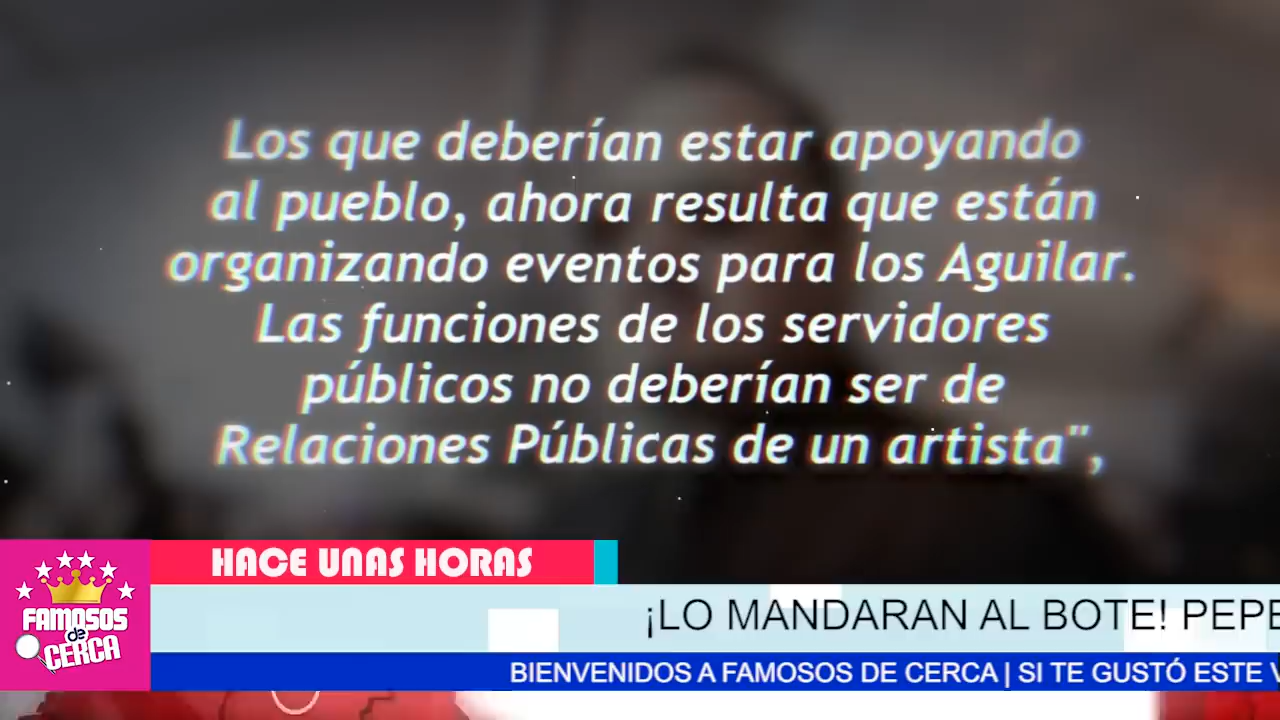 Los que deberían estar apoyando
al pueblo, ahora resulta que están
organizando eventos para los Aguilar.
Las funciones de los servidores
públicos no deberían ser de
Relaciones Públicas de un artista",
HACE UNAS HORAS
FAMOSOS
de
CERCA
¡LO MANDARAN AL BOTE! PEPE
BIENVENIDOS A FAMOSOS DE CERCA | SI TE GUSTÓ ESTE